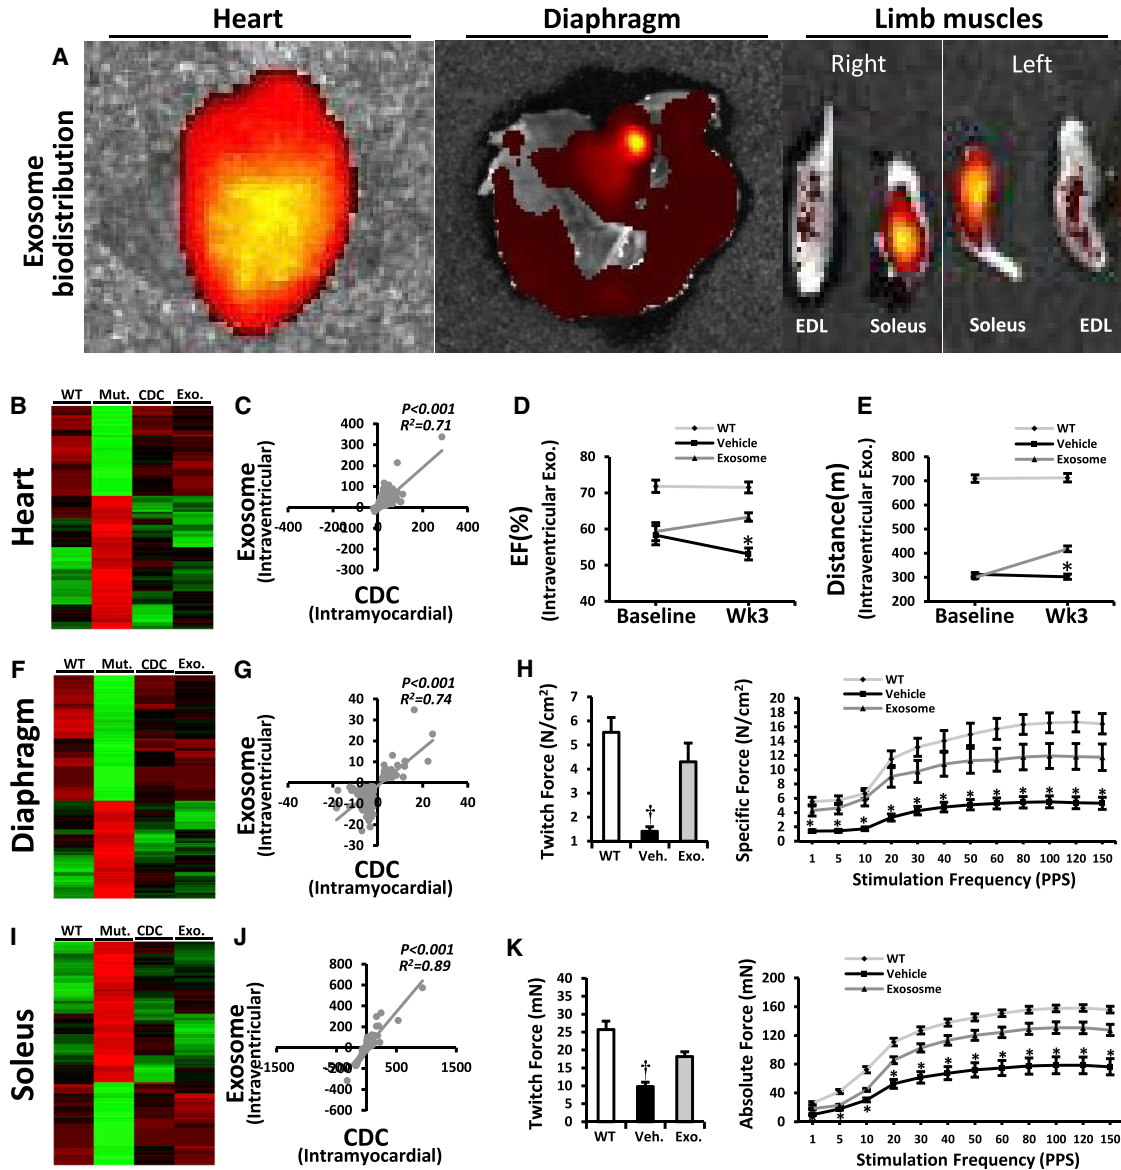 Heart
Diaphragm
Limb muscles
A
Exosome
biodistribution
Right
Left
EDL
Soleus
Soleus
EDL
B
WT Mut. CDC Exo.
Heart
C
P<0.001
R2=0.71
400
300
200
100
0
-100
-200
-300
-400
-200
0
200
400
Exosome
(Intraventricular)
CDC
(Intramyocardial)
D
WT
Vehicle
Exosome
80
70
60
50
40
EF(%)
(Intraventricular Exo.)
*
Baseline
Wk3
E
WT
Vehicle
Exosome
800
700
600
500
400
300
200
Distance(m)
(Intraventricular Exo.)
*
Baseline
Wk3
F
WT Mut. CDC Exo.
Diaphragm
G
P<0.001
R2=0.74
40
30
20
10
0
-10
-20
-30
-40
-20
0
20
40
Exosome
(Intraventricular)
CDC
(Intramyocardial)
H
Twitch Force (N/cm2)
7
6
5
4
3
2
1
†
WT
Veh.
Exo.
WT
Vehicle
Exosome
Specific Force (N/cm2)
20
18
16
14
12
10
8
6
4
2
0
* * * * * * * * * * *
1 5 10 20 30 40 50 60 80 100 120 150
Stimulation Frequency (PPS)
I
WT Mut. CDC Exo.
Soleus
J
P<0.001
R2=0.89
800
600
400
200
0
-200
-400
-600
-1500
-500
500
1500
Exosome
(Intraventricular)
CDC
(Intramyocardial)
K
Twitch Force (mN)
40
35
30
25
20
15
10
5
0
†
WT
Veh.
Exo.
WT
Vehicle
Exososme
Absolute Force (mN)
200
160
120
80
40
0
* * * * * * * * * * *
1 5 10 20 30 40 50 60 80 100 120 150
Stimulation Frequency (PPS)